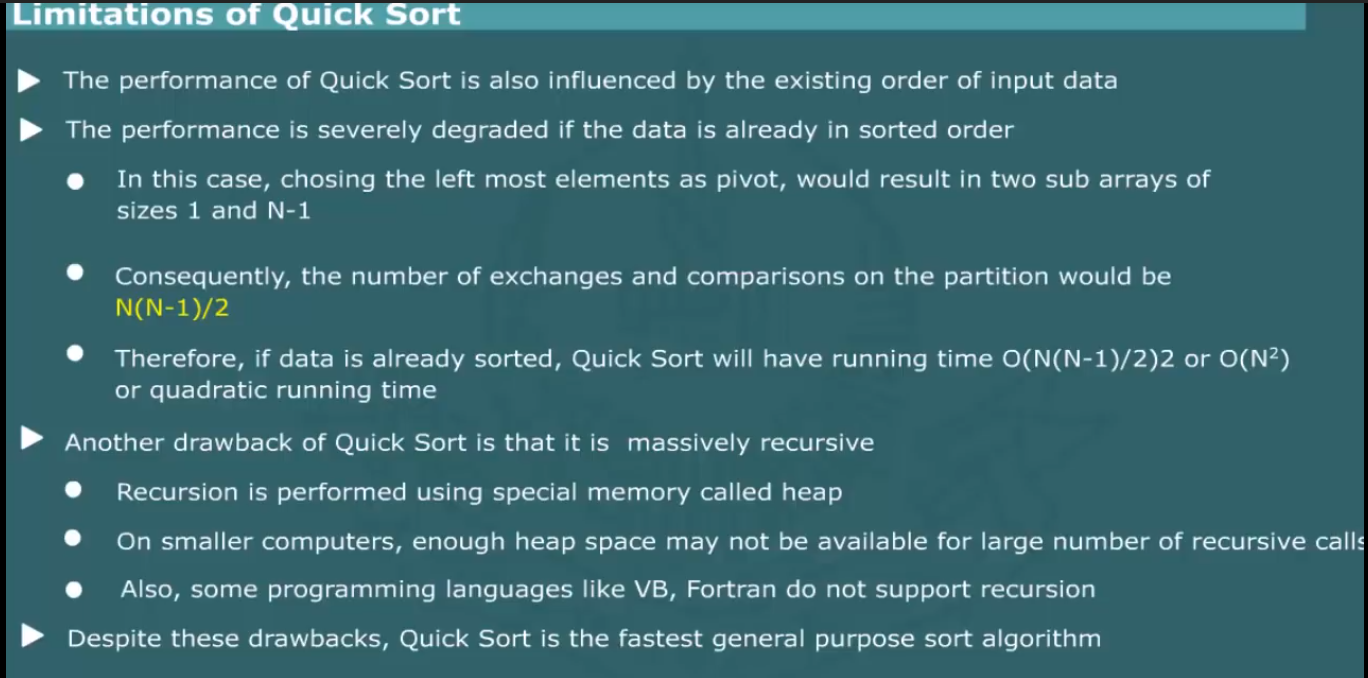 Limitations of Quick Sort
The performance of Quick Sort is also influenced by the existing order of input data
The performance is severely degraded if the data is already in sorted order
In this case, chosing the left most elements as pivot, would result in two sub arrays of
sizes 1 and N-1
Consequently, the number of exchanges and comparisons on the partition would be
N(N-1)/2
Therefore, if data is already sorted, Quick Sort will have running time O(N(N-1)/2)2 or O(N²)
or quadratic running time
Another drawback of Quick Sort is that it is massively recursive
Recursion is performed using special memory called heap
On smaller computers, enough heap space may not be available for large number of recursive calls
Also, some programming languages like VB, Fortran do not support recursion
Despite these drawbacks, Quick Sort is the fastest general purpose sort algorithm